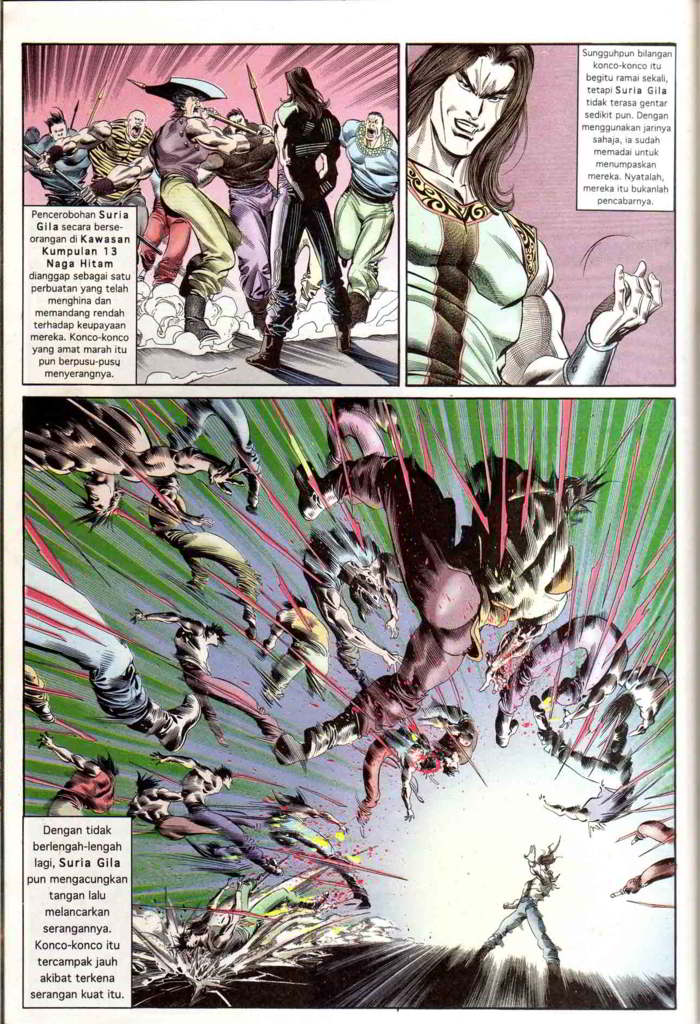 Pencerobohan Suria
Gila secara berse-
orangan di Kawasan
Kumpulan 13
Naga Hitam
dianggap sebagai satu
perbuatan yang telah
menghina dan
memandang rendah
terhadap keupayaan
mereka. Konco-konco
yang amat marah itu
pun berpusu-pusu
menyerangnya.
Sungguhpun bilangan
konco-konco itu
begitu ramai sekali,
tetapi Suria Gila
tidak terasa gentar
sedikit pun. Dengan
menggunakan jarinya
sahaja, ia sudah
memadai untuk
menumpaskan
mereka. Nyatalah,
mereka itu bukanlah
pencabarnya.
Dengan tidak
berlengah-lengah
lagi, Suria Gila
pun mengacungkan
tangan lalu
melancarkan
serangannya.
Konco-konco itu
tercampak jauh
akibat terkena
serangan kuat itu.